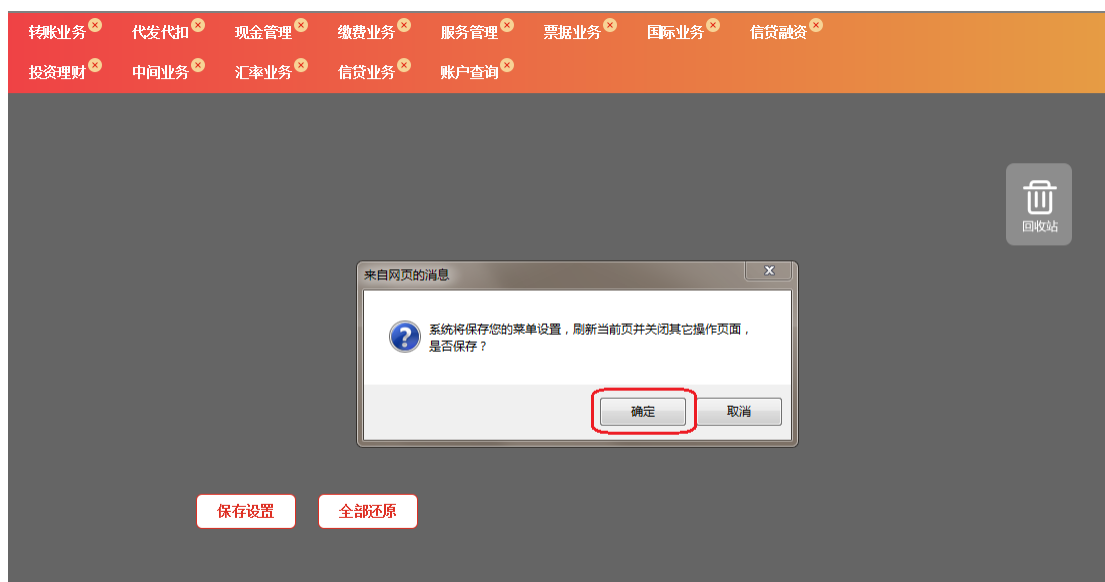 转账业务 代发代扣 现金管理 缴费业务 服务管理 票据业务 国际业务 信贷融资
投资理财 中间业务 汇率业务 信贷业务 账户查询
回收站
来自网页的消息
系统将保存您的菜单设置，刷新当前页并关闭其它操作页面，
是否保存？
确定 取消
保存设置 全部还原